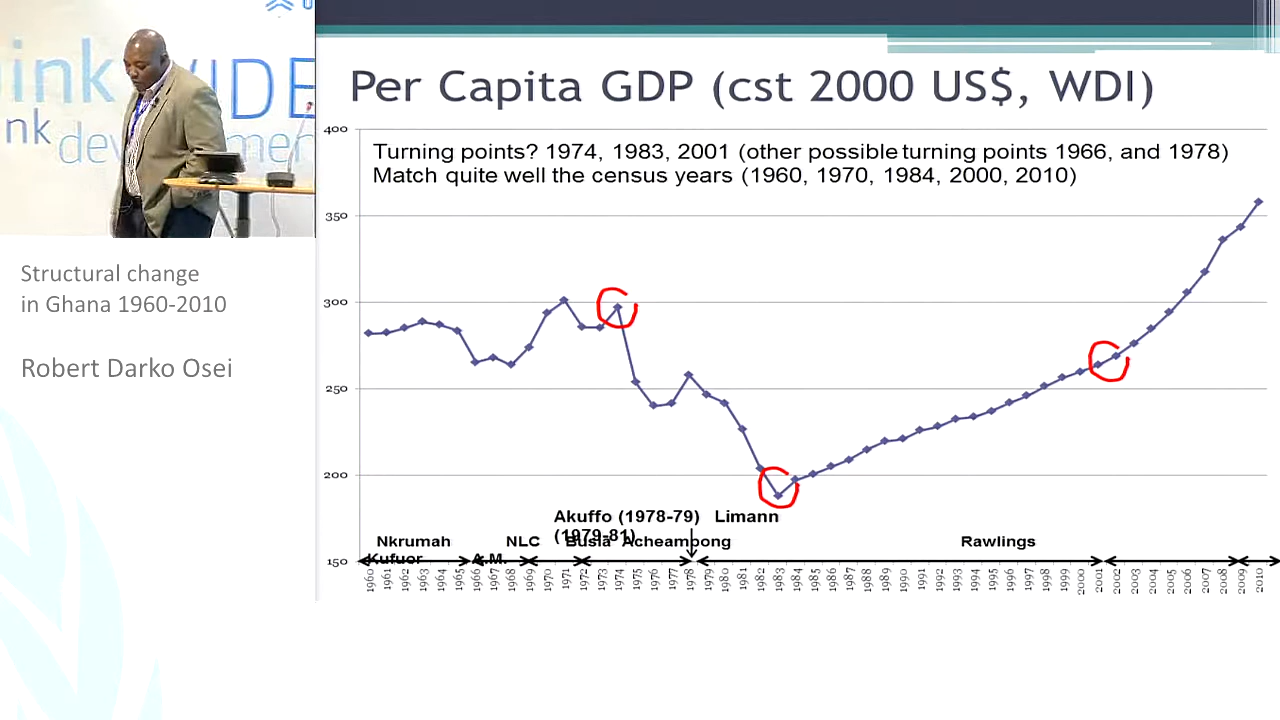 Per Capita GDP (cst 2000 US$, WDI)
Turning points? 1974, 1983, 2001 (other possible turning points 1966, and 1978)
Match quite well the census years (1960, 1970, 1984, 2000, 2010)
400
350
300
250
200
150
Akuffo (1978-79) Limann
(1979-81)
Nkrumah NLC Busia Acheampong Rawlings
Kufuor A.M.
1960 1961 1962 1963 1964 1965 1966 1967 1968 1969 1970 1971 1972 1973 1974 1975 1976 1977 1978 1979 1980 1981 1982 1983 1984 1985 1986 1987 1988 1989 1990 1991 1992 1993 1994 1995 1996 1997 1998 1999 2000 2001 2002 2003 2004 2005 2006 2007 2008 2009 2010
Structural change
in Ghana 1960-2010
Robert Darko Osei